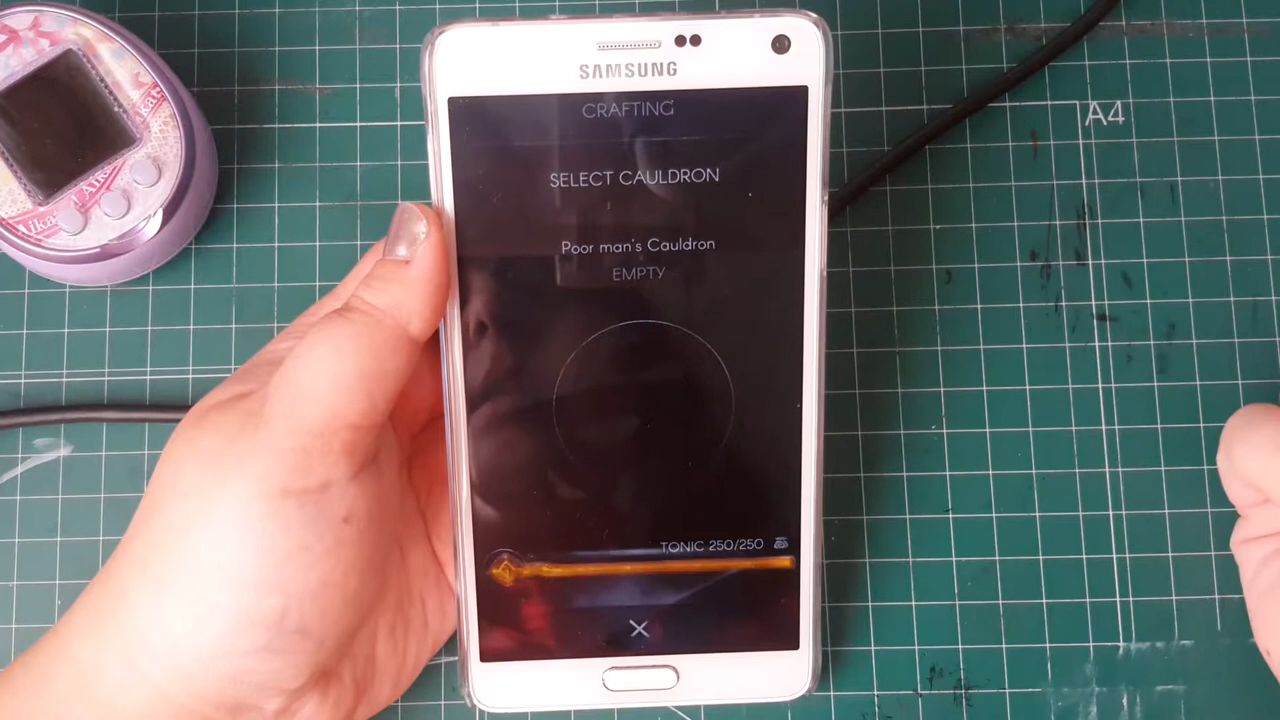 SAMSUNG
A4
CRAFTING
SELECT CAULDRON
Poor man's Cauldron
EMPTY
TONIC 250/250